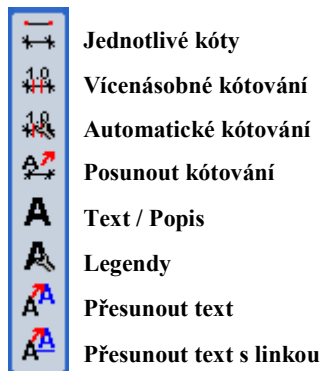 Jednotlivé kóty
Vícenásobné kótování
Automatické kótování
Posunout kótování
Text / Popis
Legendy
Přesunout text
Přesunout text s linkou